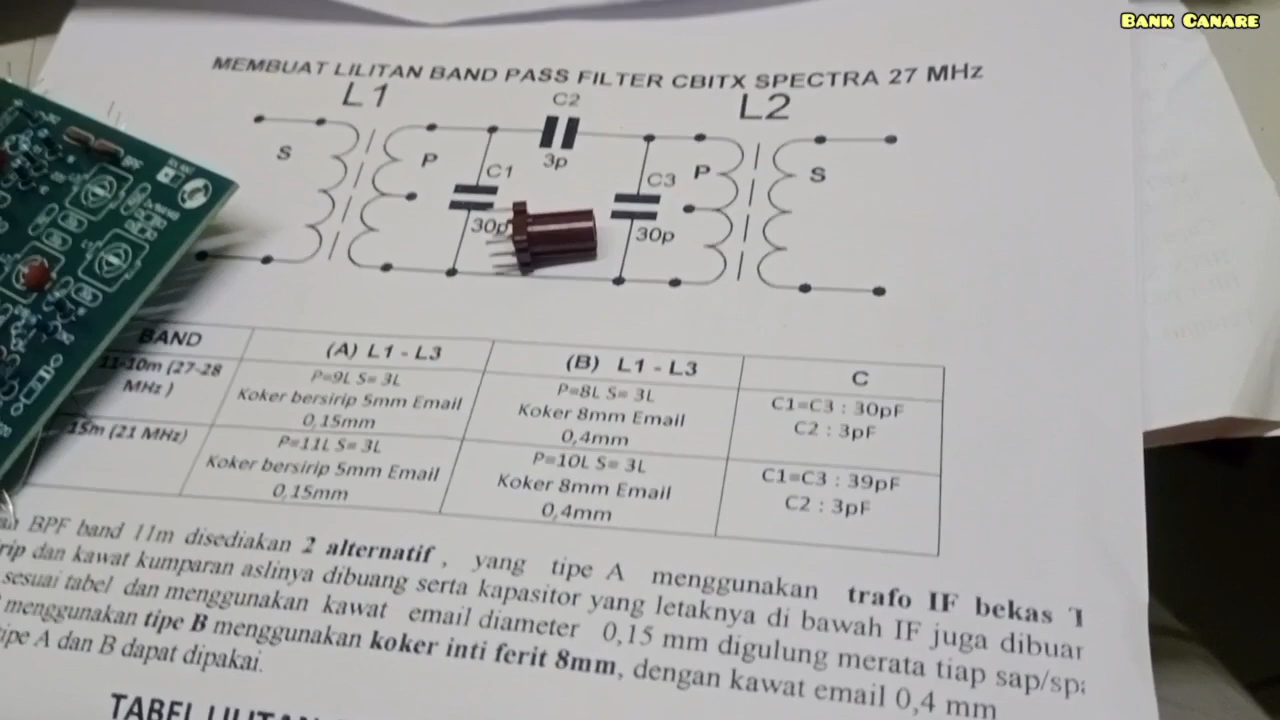 Bank Canare
MEMBUAT LILITAN BAND PASS FILTER CBITX SPECTRA 27 MHz
L1
C2
L2
S
P
C1
3p
C3
P
S
30p
30p
BPF
BAND
(A) L1 - L3
(B) L1 - L3
C
11-10m (27-28 MHz )
P=9L S= 3L
Koker bersirip 5mm Email
0,15mm
P=8L S= 3L
Koker 8mm Email
0,4mm
C1=C3 : 30pF
C2 : 3pF
15m (21 MHz)
P=11L S= 3L
Koker bersirip 5mm Email
0,15mm
P=10L S= 3L
Koker 8mm Email
0,4mm
C1=C3 : 39pF
C2 : 3pF
BPF band 11m disediakan 2 alternatif , yang tipe A menggunakan trafo IF bekas
dan kawat kumparan aslinya dibuang serta kapasitor yang letaknya di bawah IF juga
sesuai tabel dan menggunakan kawat email diameter 0,15 mm digulung merata tiap
menggunakan tipe B menggunakan koker inti ferit 8mm, dengan kawat email 0,4 mm
A dan B dapat dipakai.
TABEL